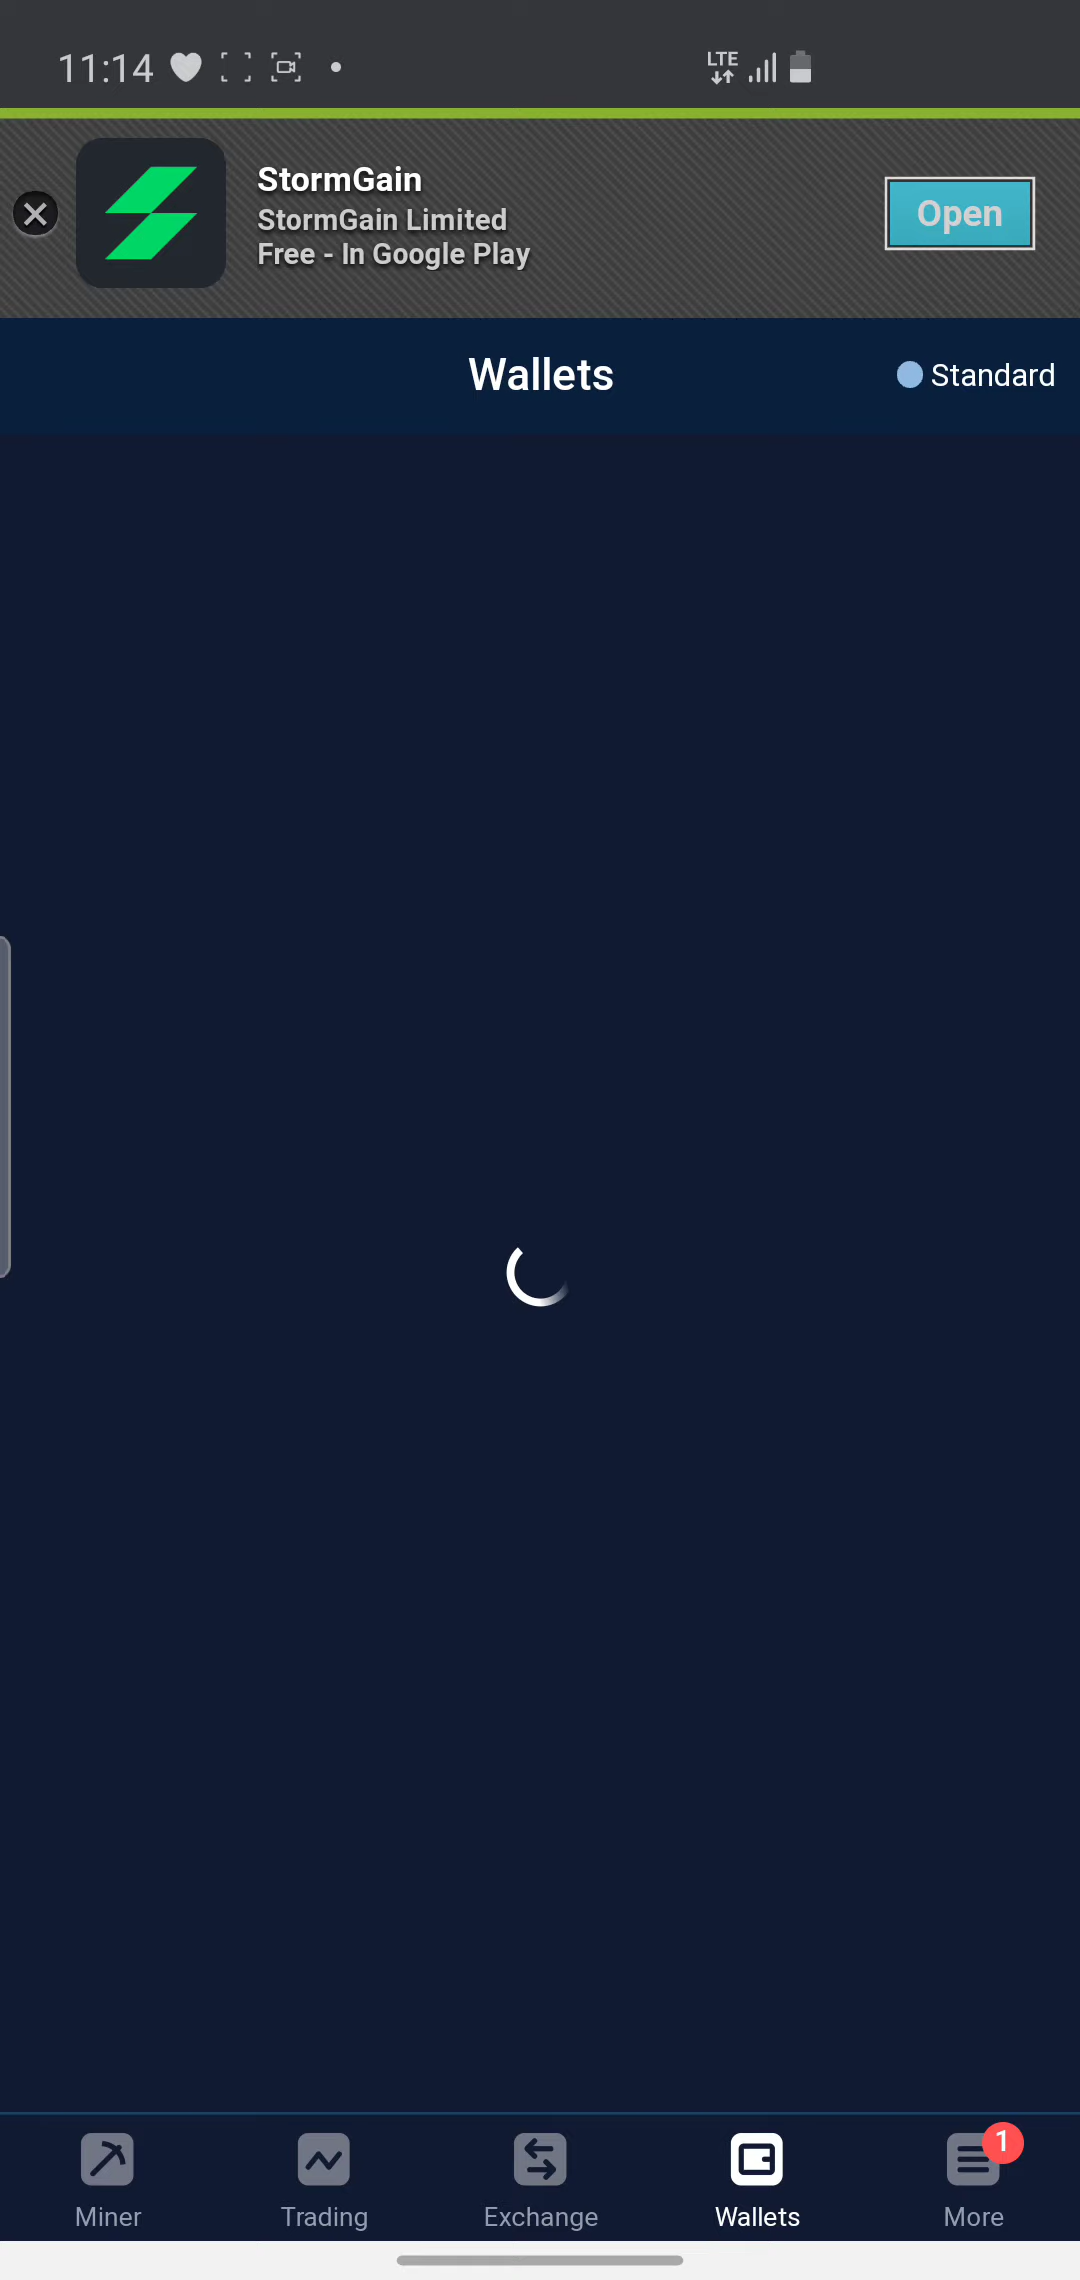 11:14
LTE
StormGain
StormGain Limited
Free - In Google Play
Open
Wallets
Standard
Miner
Trading
Exchange
Wallets
1
More